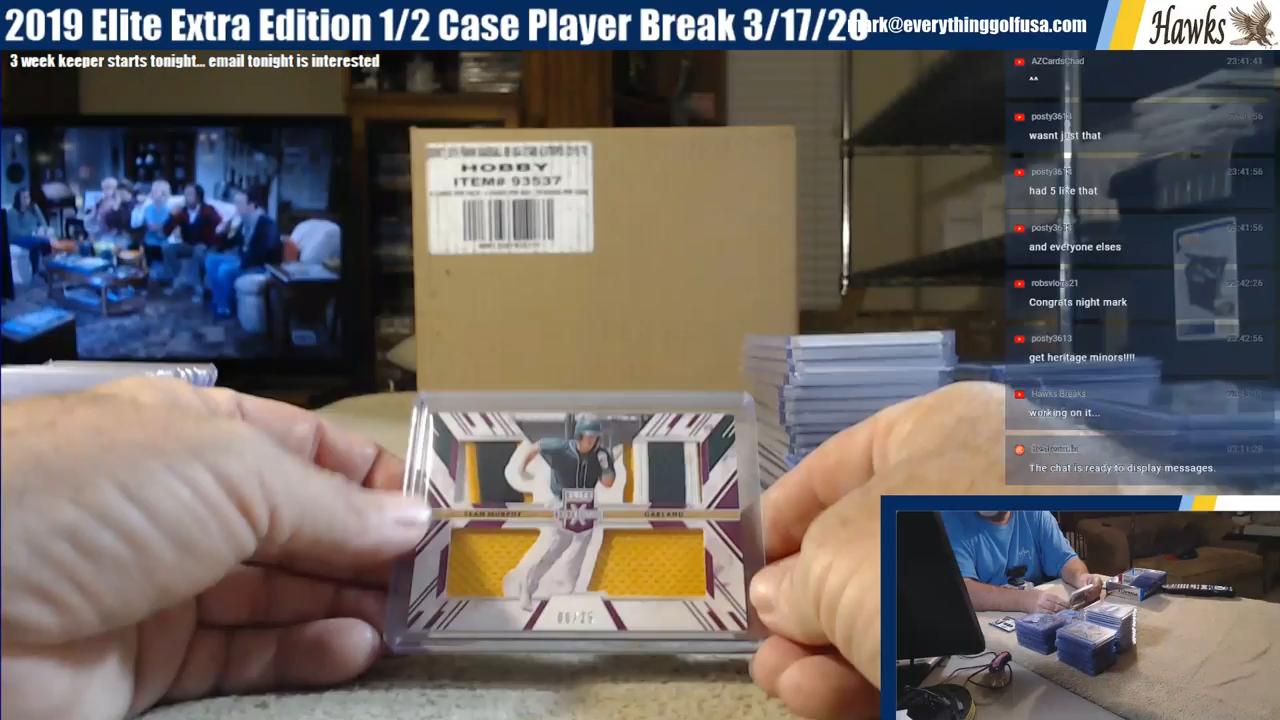 2019 Elite Extra Edition 1/2 Case Player Break 3/17/20
mark@everythinggolfusa.com
Hawks
3 week keeper starts tonight... email tonight is interested
HOBBY
ITEM# 93537
AZCardsChad 23:41:41
^^
posty3613
wasnt just that
posty3613 23:41:56
had 5 like that
posty3613 23:41:56
and everyone elses
23:42:26
Congrats night mark
posty3613 23:42:56
get heritage minors!!!!
Hawks Breaks
working on it...
The chat is ready to display messages.
SEAN MURPHY
ELITE
OAKLAND